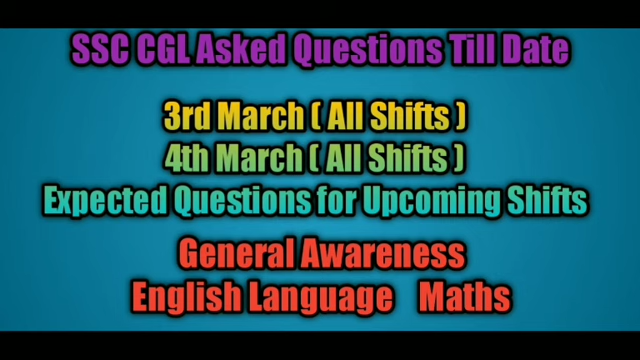 SSC CGL Asked Questions Till Date
3rd March ( All Shifts )
4th March ( All Shifts )
Expected Questions for Upcoming Shifts
General Awareness
English Language Maths